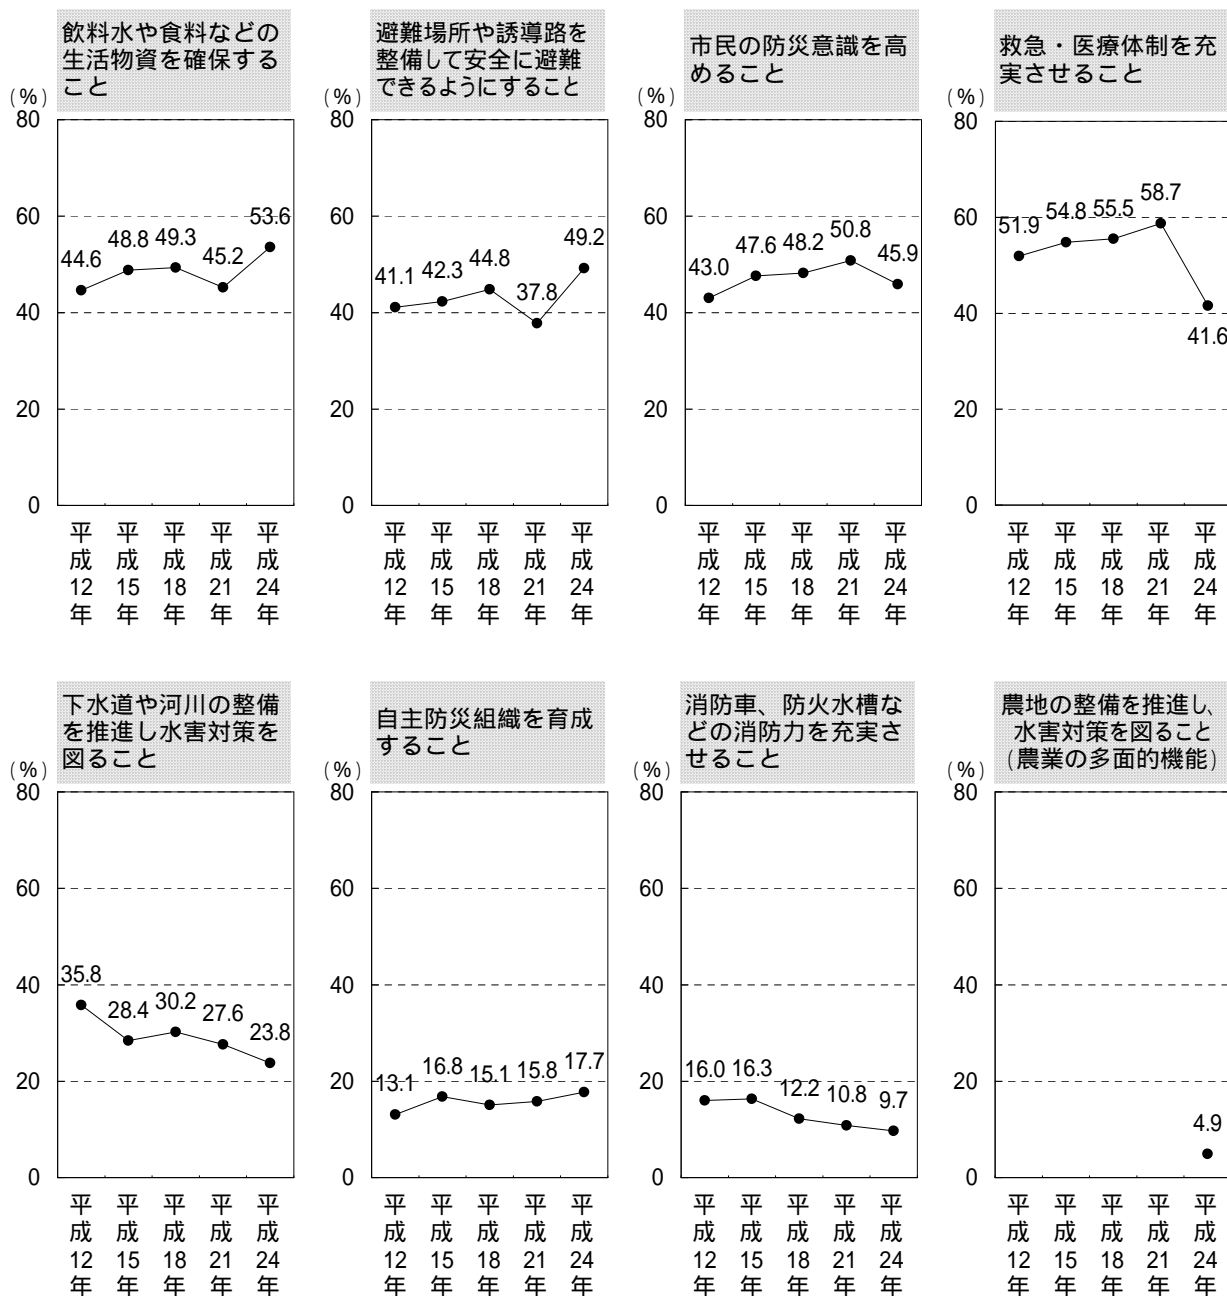 飲料水や食料などの
生活物資を確保する
こと
避難場所や誘導路を
整備して安全に避難
できるようにすること
市民の防災意識を高
めること
救急・医療体制を充
実させること
(%)
80
60
40
20
0
44.6
48.8
49.3
45.2
53.6
平成12年
平成15年
平成18年
平成21年
平成24年
(%)
80
60
40
20
0
41.1
42.3
44.8
37.8
49.2
平成12年
平成15年
平成18年
平成21年
平成24年
(%)
80
60
40
20
0
43.0
47.6
48.2
50.8
45.9
平成12年
平成15年
平成18年
平成21年
平成24年
(%)
80
60
40
20
0
51.9
54.8
55.5
58.7
41.6
平成12年
平成15年
平成18年
平成21年
平成24年
下水道や河川の整備
を推進し水害対策を
図ること
自主防災組織を育成
すること
消防車、防火水槽な
どの消防力を充実さ
せること
農地の整備を推進し、
水害対策を図ること
(農業の多面的機能)
(%)
80
60
40
20
0
35.8
28.4
30.2
27.6
23.8
平成12年
平成15年
平成18年
平成21年
平成24年
(%)
80
60
40
20
0
13.1
16.8
15.1
15.8
17.7
平成12年
平成15年
平成18年
平成21年
平成24年
(%)
80
60
40
20
0
16.0
16.3
12.2
10.8
9.7
平成12年
平成15年
平成18年
平成21年
平成24年
(%)
80
60
40
20
0
4.9
平成12年
平成15年
平成18年
平成21年
平成24年